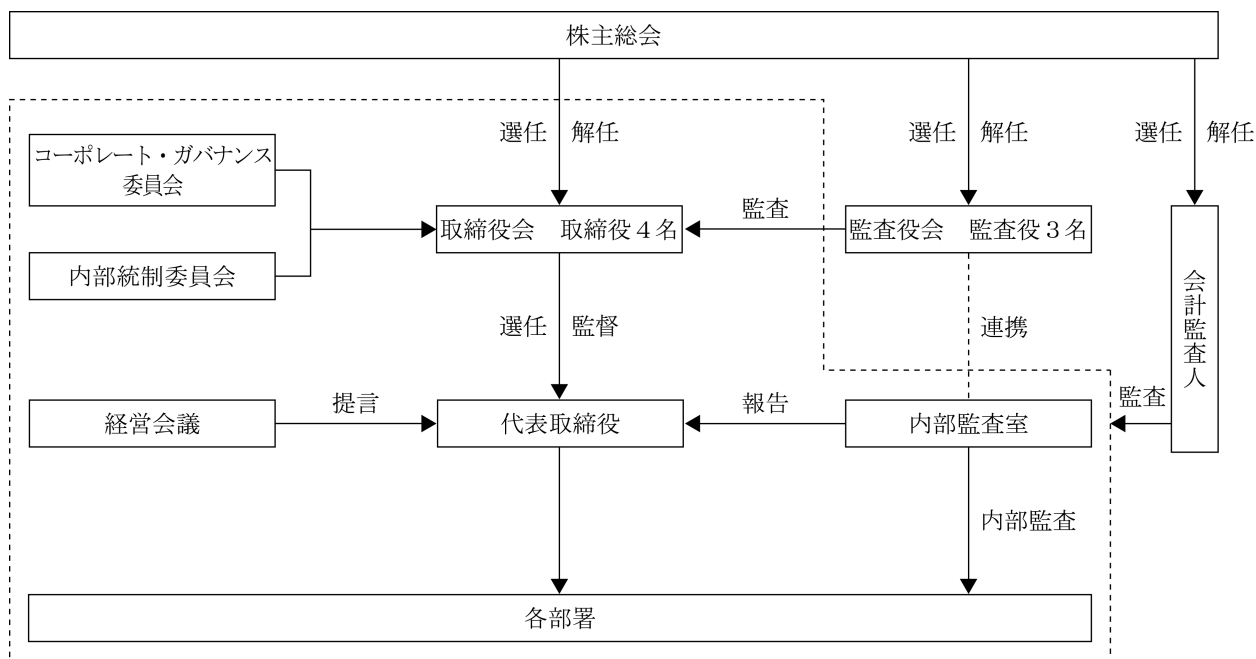 株主総会
選任 解任
選任 解任
選任 解任
コーポレート・ガバナンス
委員会
取締役会 取締役4名
監査
監査役会 監査役3名
内部統制委員会
会計監査人
選任 監督
連携
経営会議
提言
代表取締役
報告
内部監査室
監査
内部監査
各部署